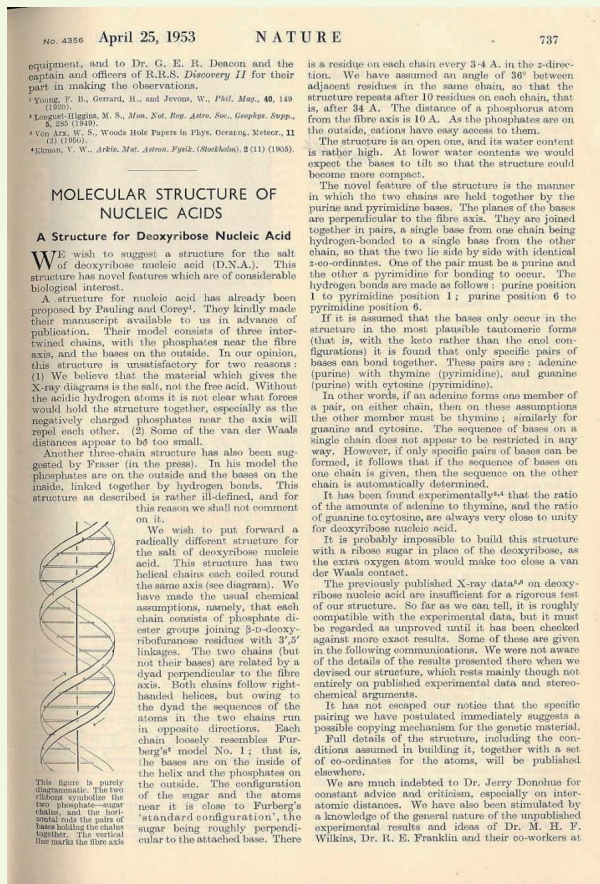 No. 4356 April 25, 1953 NATURE 737
equipment, and to Dr. G. E. R. Deacon and the
captain and officers of R.R.S. Discovery II for their
part in making the observations.
¹ Young, F. B., Gerrard, H., and Jevons, W., Phil. Mag., 40, 149
(1920).
² Longuet-Higgins, M. S., Mon. Not. Roy. Astro. Soc., Geophys. Supp.,
5, 285 (1949).
³ Von Arx, W. S., Woods Hole Papers in Phys. Oceanog. Meteor., 11
(3) (1950).
⁴ Ekman, V. W., Arkiv. Mat. Astron. Fysik. (Stockholm), 2 (11) (1905).
MOLECULAR STRUCTURE OF
NUCLEIC ACIDS
A Structure for Deoxyribose Nucleic Acid
WE wish to suggest a structure for the salt
of deoxyribose nucleic acid (D.N.A.). This
structure has novel features which are of considerable
biological interest.
A structure for nucleic acid has already been
proposed by Pauling and Corey¹. They kindly made
their manuscript available to us in advance of
publication. Their model consists of three inter-
twined chains, with the phosphates near the fibre
axis, and the bases on the outside. In our opinion,
this structure is unsatisfactory for two reasons :
(1) We believe that the material which gives the
X-ray diagrams is the salt, not the free acid. Without
the acidic hydrogen atoms it is not clear what forces
would hold the structure together, especially as the
negatively charged phosphates near the axis will
repel each other. (2) Some of the van der Waals
distances appear to be too small.
Another three-chain structure has also been sug-
gested by Fraser (in the press). In his model the
phosphates are on the outside and the bases on the
inside, linked together by hydrogen bonds. This
structure as described is rather ill-defined, and for
this reason we shall not comment
on it.
We wish to put forward a
radically different structure for
the salt of deoxyribose nucleic
acid. This structure has two
helical chains each coiled round
the same axis (see diagram). We
have made the usual chemical
assumptions, namely, that each
chain consists of phosphate di-
ester groups joining β-D-deoxy-
ribofuranose residues with 3′,5′
linkages. The two chains (but
not their bases) are related by a
dyad perpendicular to the fibre
axis. Both chains follow right-
handed helices, but owing to
the dyad the sequences of the
atoms in the two chains run
in opposite directions. Each
chain loosely resembles Fur-
berg's² model No. 1 ; that is,
the bases are on the inside of
the helix and the phosphates on
the outside. The configuration
of the sugar and the atoms
near it is close to Furberg's
'standard configuration', the
sugar being roughly perpendi-
cular to the attached base. There
This figure is purely
diagrammatic. The two
ribbons symbolize the
two phosphate—sugar
chains, and the hori-
zontal rods the pairs of
bases holding the chains
together. The vertical
line marks the fibre axis
is a residue on each chain every 3·4 A. in the z-direc-
tion. We have assumed an angle of 36° between
adjacent residues in the same chain, so that the
structure repeats after 10 residues on each chain, that
is, after 34 A. The distance of a phosphorus atom
from the fibre axis is 10 A. As the phosphates are on
the outside, cations have easy access to them.
The structure is an open one, and its water content
is rather high. At lower water contents we would
expect the bases to tilt so that the structure could
become more compact.
The novel feature of the structure is the manner
in which the two chains are held together by the
purine and pyrimidine bases. The planes of the bases
are perpendicular to the fibre axis. They are joined
together in pairs, a single base from one chain being
hydrogen-bonded to a single base from the other
chain, so that the two lie side by side with identical
z-co-ordinates. One of the pair must be a purine and
the other a pyrimidine for bonding to occur. The
hydrogen bonds are made as follows : purine position
1 to pyrimidine position 1 ; purine position 6 to
pyrimidine position 6.
If it is assumed that the bases only occur in the
structure in the most plausible tautomeric forms
(that is, with the keto rather than the enol con-
figurations) it is found that only specific pairs of
bases can bond together. These pairs are : adenine
(purine) with thymine (pyrimidine), and guanine
(purine) with cytosine (pyrimidine).
In other words, if an adenine forms one member of
a pair, on either chain, then on these assumptions
the other member must be thymine ; similarly for
guanine and cytosine. The sequence of bases on a
single chain does not appear to be restricted in any
way. However, if only specific pairs of bases can be
formed, it follows that if the sequence of bases on
one chain is given, then the sequence on the other
chain is automatically determined.
It has been found experimentally³,⁴ that the ratio
of the amounts of adenine to thymine, and the ratio
of guanine to cytosine, are always very close to unity
for deoxyribose nucleic acid.
It is probably impossible to build this structure
with a ribose sugar in place of the deoxyribose, as
the extra oxygen atom would make too close a van
der Waals contact.
The previously published X-ray data⁵,⁶ on deoxy-
ribose nucleic acid are insufficient for a rigorous test
of our structure. So far as we can tell, it is roughly
compatible with the experimental data, but it must
be regarded as unproved until it has been checked
against more exact results. Some of these are given
in the following communications. We were not aware
of the details of the results presented there when we
devised our structure, which rests mainly though not
entirely on published experimental data and stereo-
chemical arguments.
It has not escaped our notice that the specific
pairing we have postulated immediately suggests a
possible copying mechanism for the genetic material.
Full details of the structure, including the con-
ditions assumed in building it, together with a set
of co-ordinates for the atoms, will be published
elsewhere.
We are much indebted to Dr. Jerry Donohue for
constant advice and criticism, especially on inter-
atomic distances. We have also been stimulated by
a knowledge of the general nature of the unpublished
experimental results and ideas of Dr. M. H. F.
Wilkins, Dr. R. E. Franklin and their co-workers at